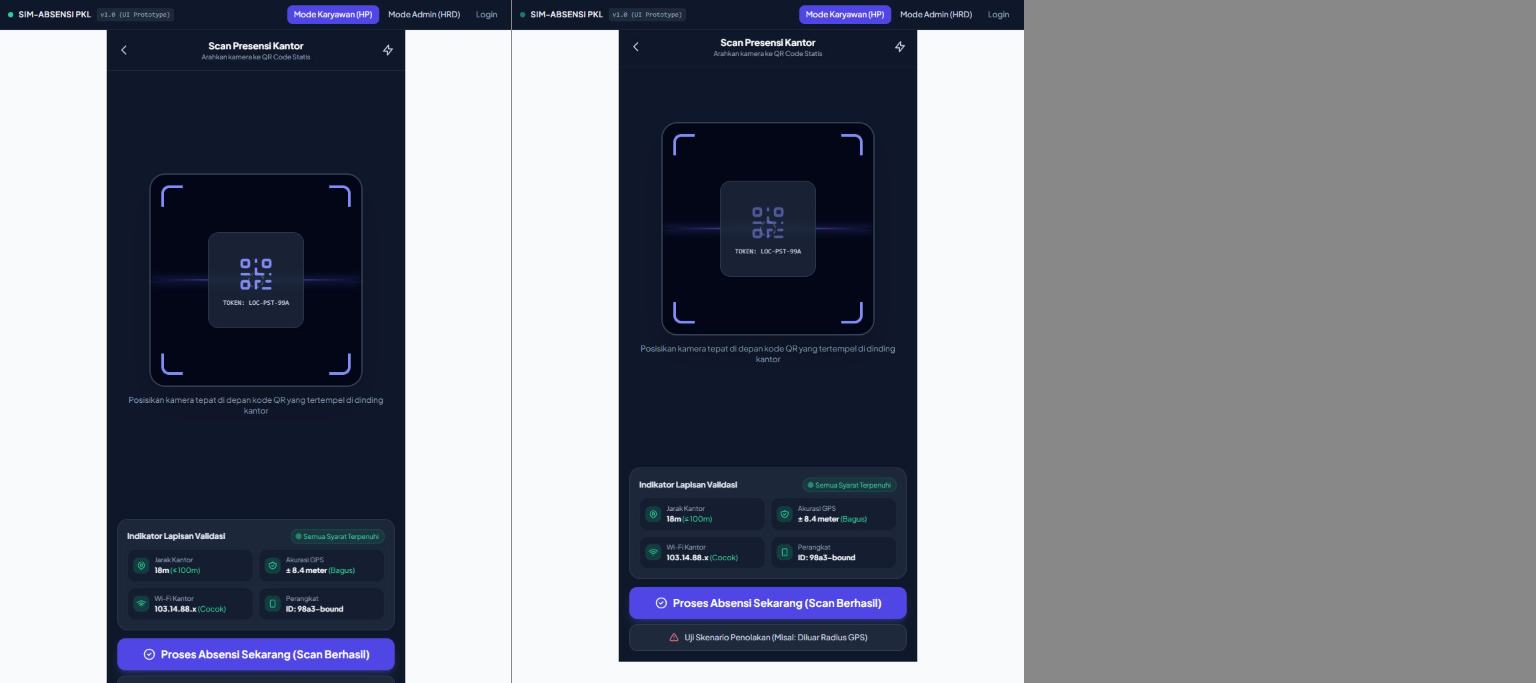 SIM-ABSENSI PKL v1.0 (UI Prototype) Mode Karyawan (HP) Mode Admin (HRD) Login
Scan Presensi Kantor
Arahkan kamera ke QR Code Statis
TOKEN: LOC-PST-99A
Posisikan kamera tepat di depan kode QR yang tertempel di dinding
kantor
Indikator Lapisan Validasi Semua Syarat Terpenuhi
Jarak Kantor
18m (≤100m)
Akurasi GPS
± 8.4 meter (Bagus)
Wi-Fi Kantor
103.14.88.x (Cocok)
Perangkat
ID: 98a3-bound
Proses Absensi Sekarang (Scan Berhasil)
SIM-ABSENSI PKL v1.0 (UI Prototype) Mode Karyawan (HP) Mode Admin (HRD) Login
Scan Presensi Kantor
Arahkan kamera ke QR Code Statis
TOKEN: LOC-PST-99A
Posisikan kamera tepat di depan kode QR yang tertempel di dinding
kantor
Indikator Lapisan Validasi Semua Syarat Terpenuhi
Jarak Kantor
18m (≤100m)
Akurasi GPS
± 8.4 meter (Bagus)
Wi-Fi Kantor
103.14.88.x (Cocok)
Perangkat
ID: 98a3-bound
Proses Absensi Sekarang (Scan Berhasil)
Uji Skenario Penolakan (Misal: Diluar Radius GPS)